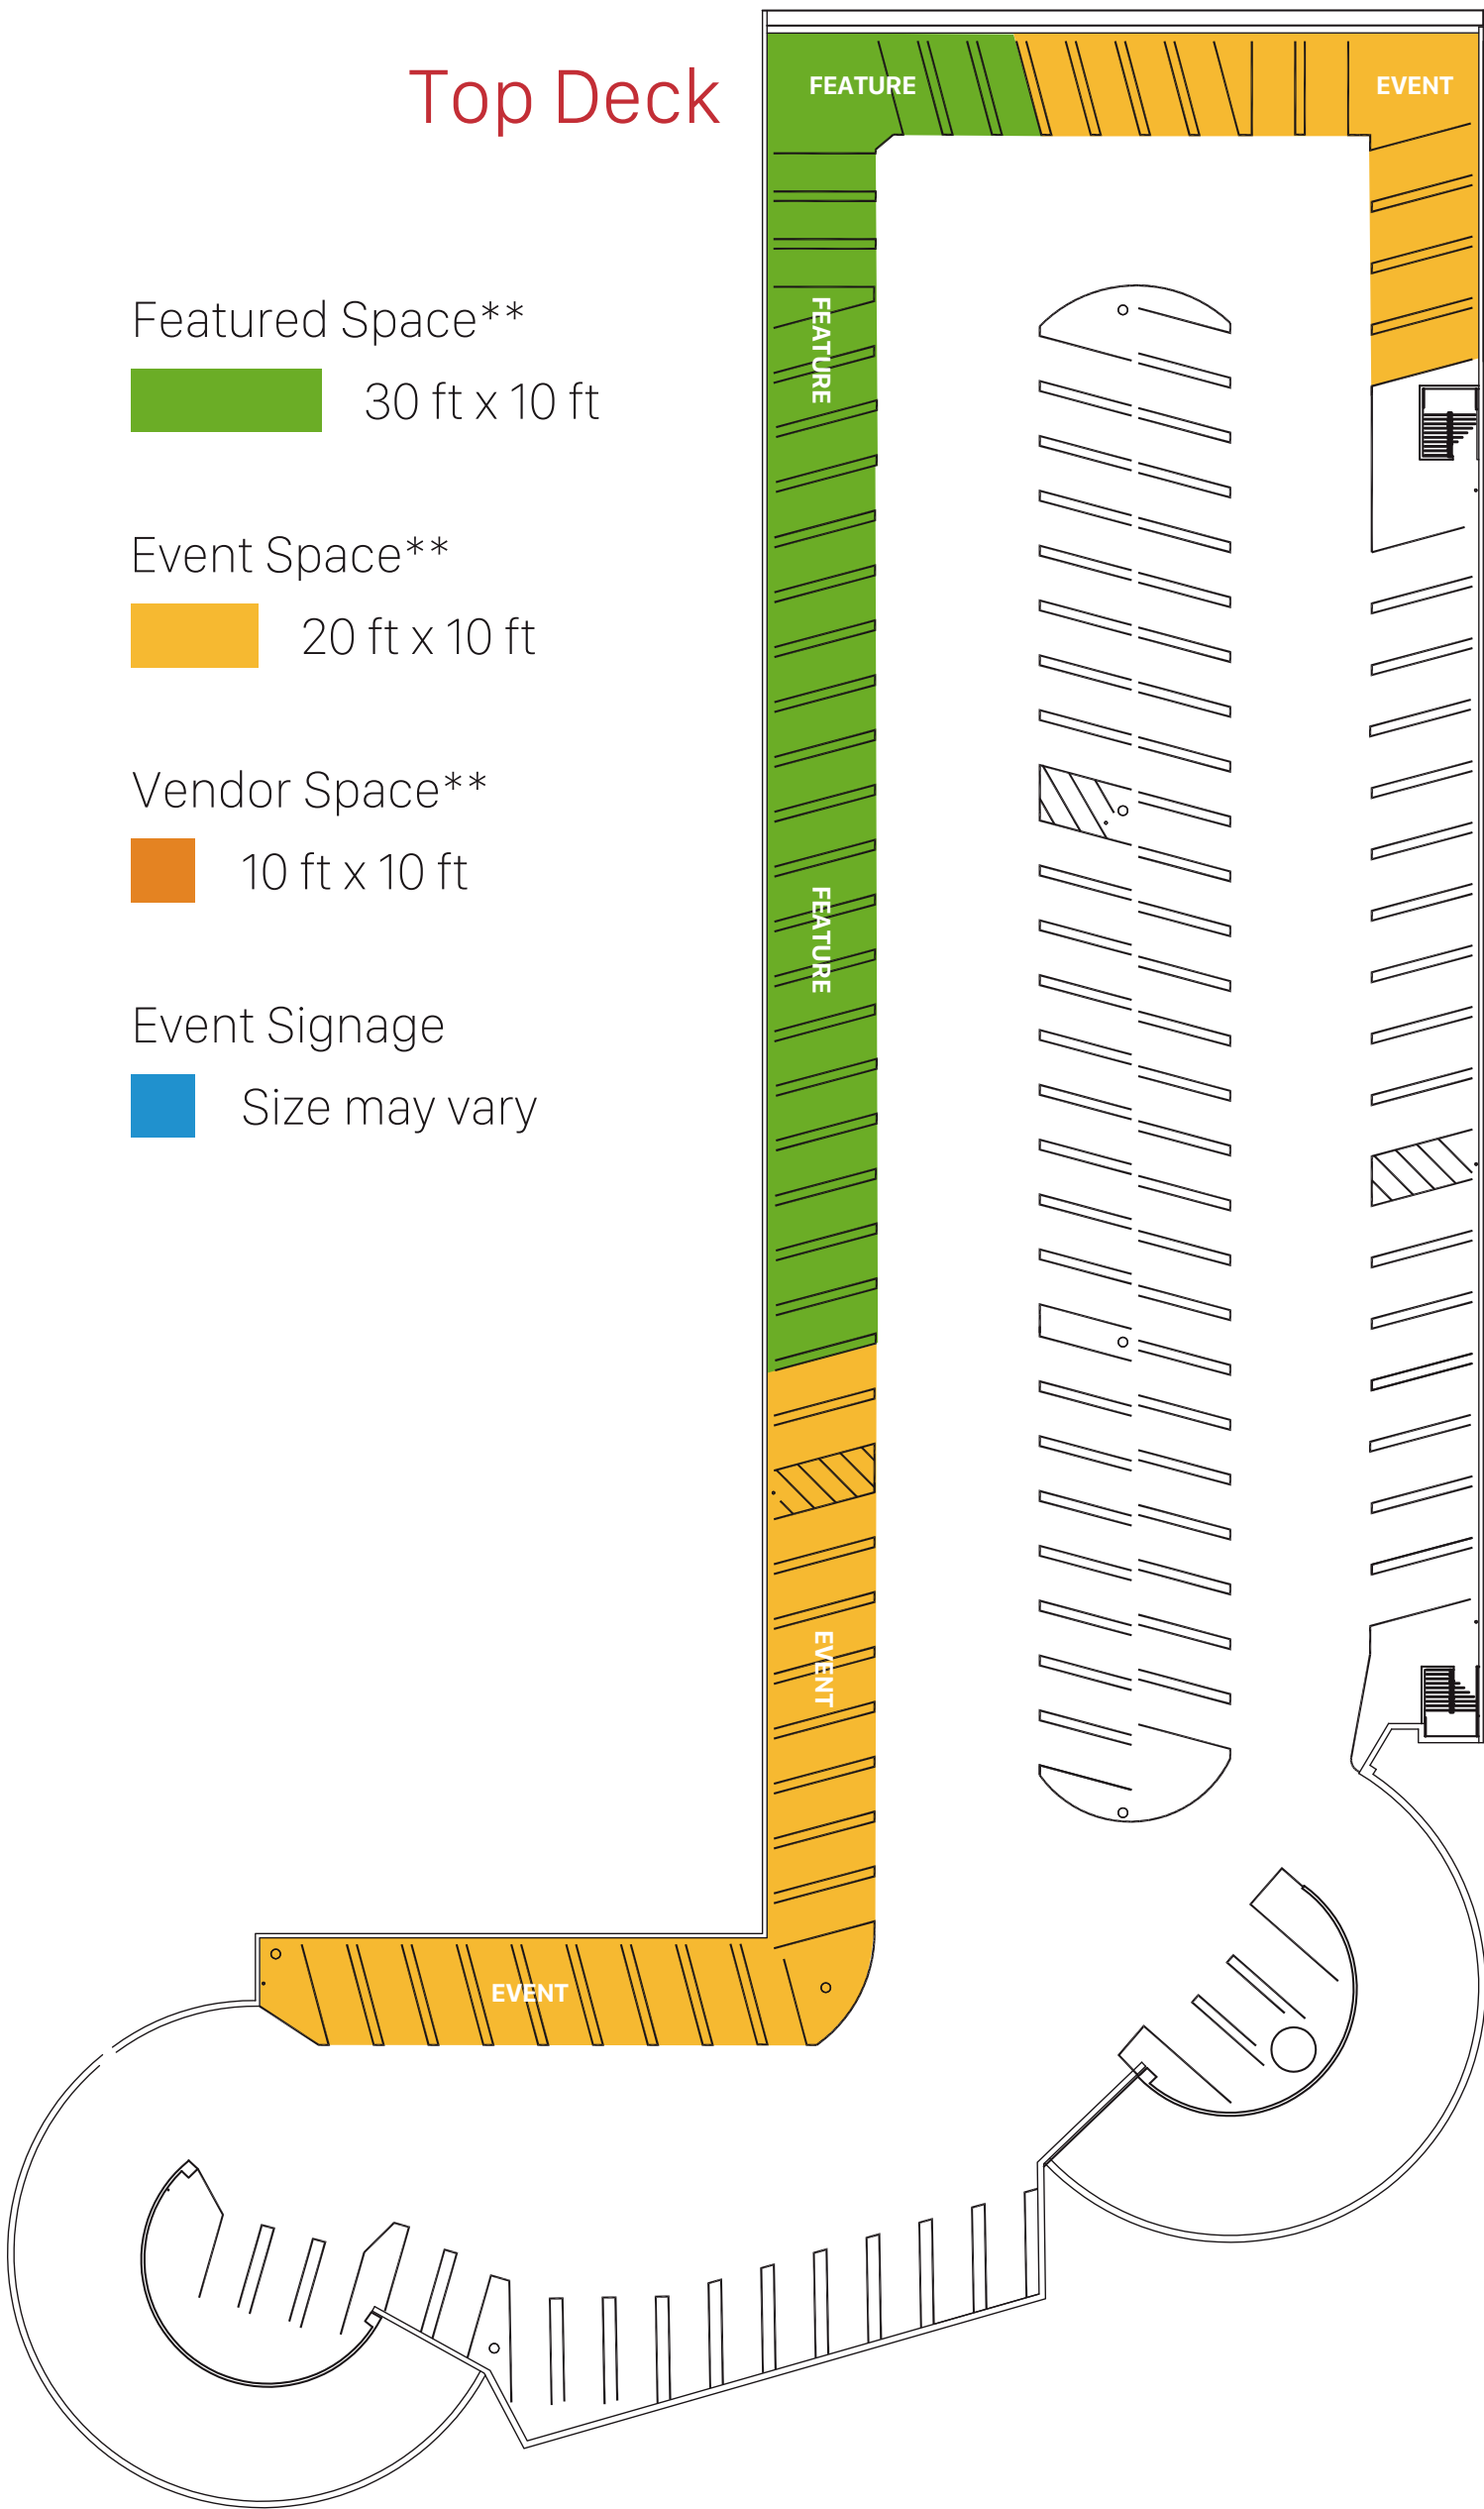 Top Deck
FEATURE
EVENT
Featured Space**
30 ft x 10 ft
FEATURE
Event Space**
20 ft x 10 ft
Vendor Space**
10 ft x 10 ft
FEATURE
Event Signage
Size may vary
EVENT
EVENT